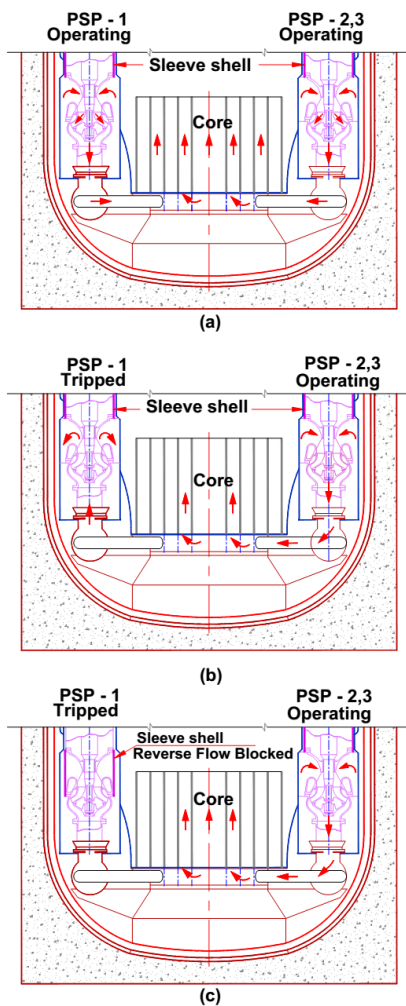 PSP - 1
Operating
PSP - 2,3
Operating
Sleeve shell
Core
(a)
PSP - 1
Tripped
PSP - 2,3
Operating
Sleeve shell
Core
(b)
PSP - 1
Tripped
PSP - 2,3
Operating
Sleeve shell
Reverse Flow Blocked
Core
(c)